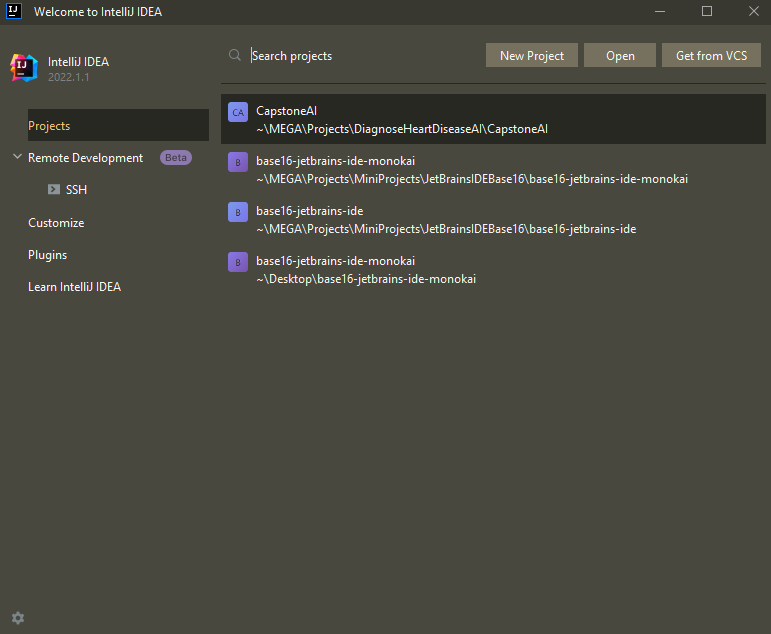 Welcome to IntelliJ IDEA
IntelliJ IDEA
2022.1.1
Search projects
New Project
Open
Get from VCS
Projects
Remote Development Beta
SSH
Customize
Plugins
Learn IntelliJ IDEA
CA
CapstoneAI
~\MEGA\Projects\DiagnoseHeartDiseaseAI\CapstoneAI
B
base16-jetbrains-ide-monokai
~\MEGA\Projects\MiniProjects\JetBrainsIDEBase16\base16-jetbrains-ide-monokai
B
base16-jetbrains-ide
~\MEGA\Projects\MiniProjects\JetBrainsIDEBase16\base16-jetbrains-ide
B
base16-jetbrains-ide-monokai
~\Desktop\base16-jetbrains-ide-monokai